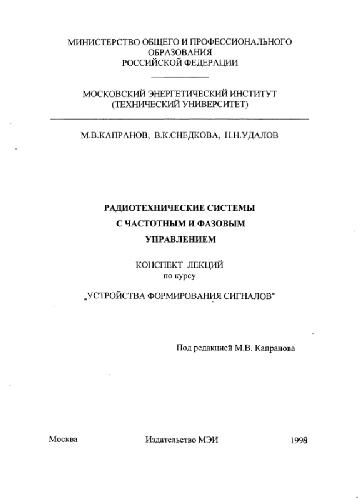 МИНИСТЕРСТВО ОБЩЕГО И ПРОФЕССИОНАЛЬНОГО
ОБРАЗОВАНИЯ
РОССИЙСКОЙ ФЕДЕРАЦИИ
МОСКОВСКИЙ ЭНЕРГЕТИЧЕСКИЙ ИНСТИТУТ
(ТЕХНИЧЕСКИЙ УНИВЕРСИТЕТ)
М.В.КАПРАНОВ, В.К.СНЕДКОВА, Н.Н.УДАЛОВ
РАДИОТЕХНИЧЕСКИЕ СИСТЕМЫ
С ЧАСТОТНЫМ И ФАЗОВЫМ
УПРАВЛЕНИЕМ
КОНСПЕКТ ЛЕКЦИЙ
по курсу
„УСТРОЙСТВА ФОРМИРОВАНИЯ СИГНАЛОВ"
Под редакцией М.В. Капранова
Москва Издательство МЭИ 1998